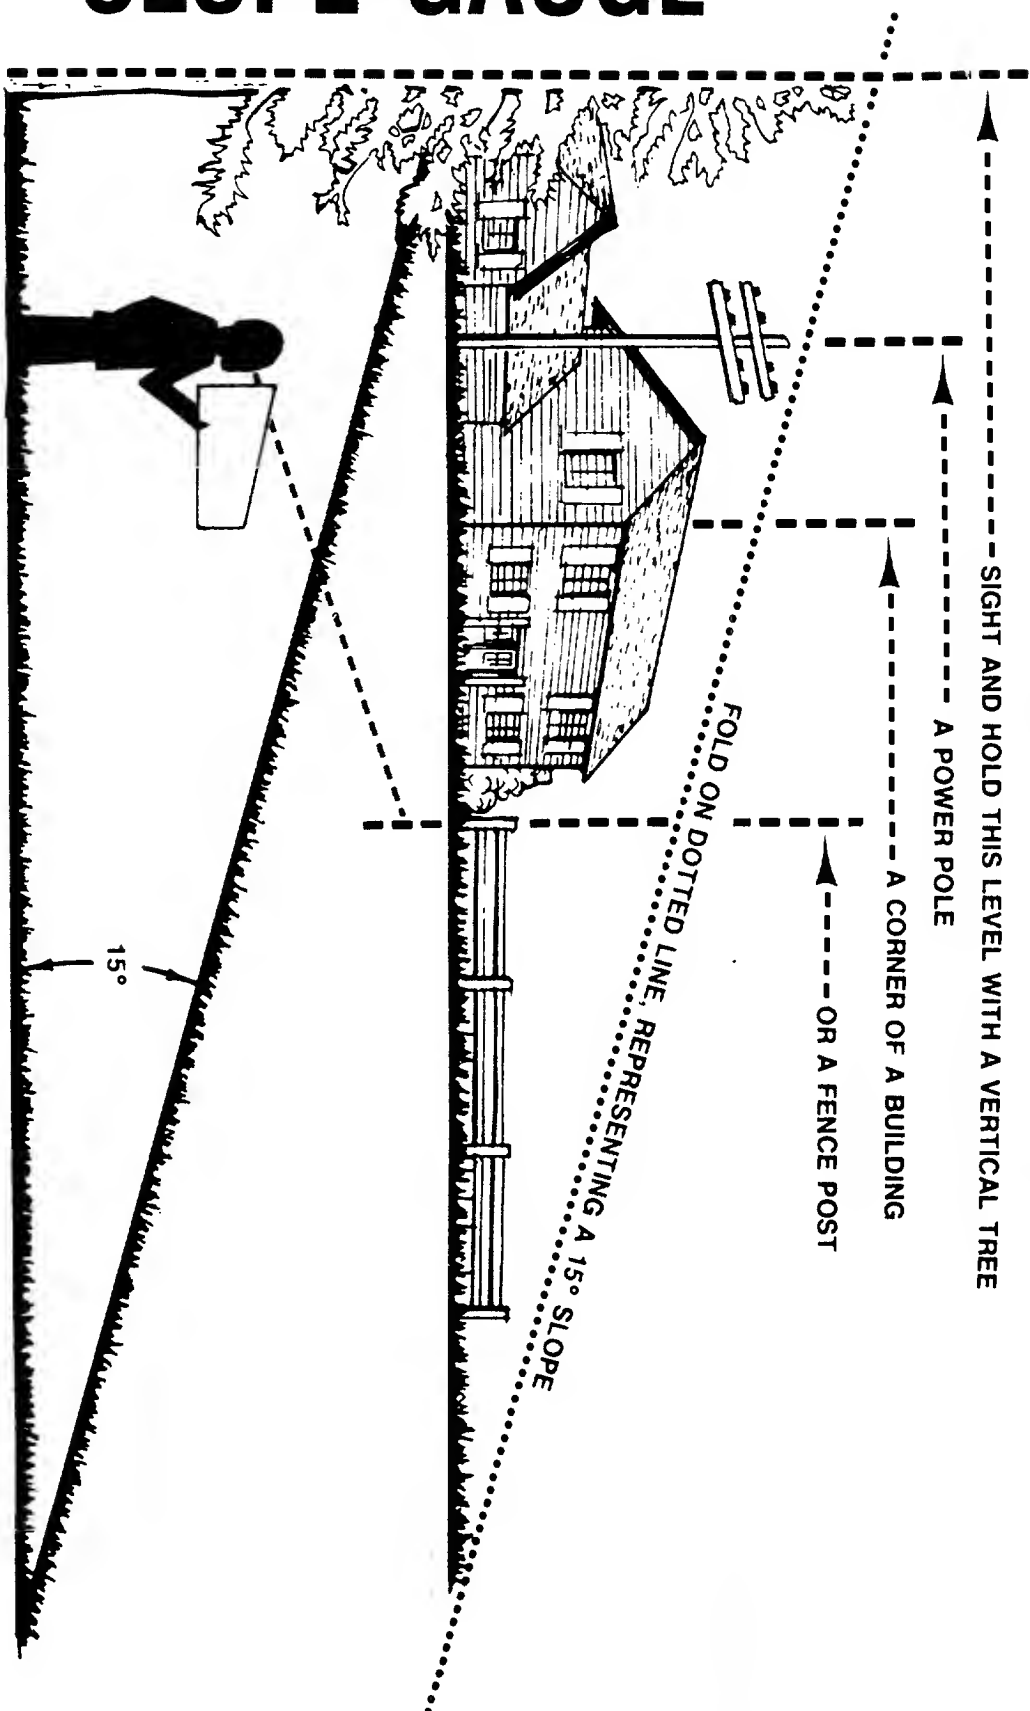 SLOPE GAUGE
SIGHT AND HOLD THIS LEVEL WITH A VERTICAL TREE
A POWER POLE
A CORNER OF A BUILDING
OR A FENCE POST
FOLD ON DOTTED LINE, REPRESENTING A 15° SLOPE
15°